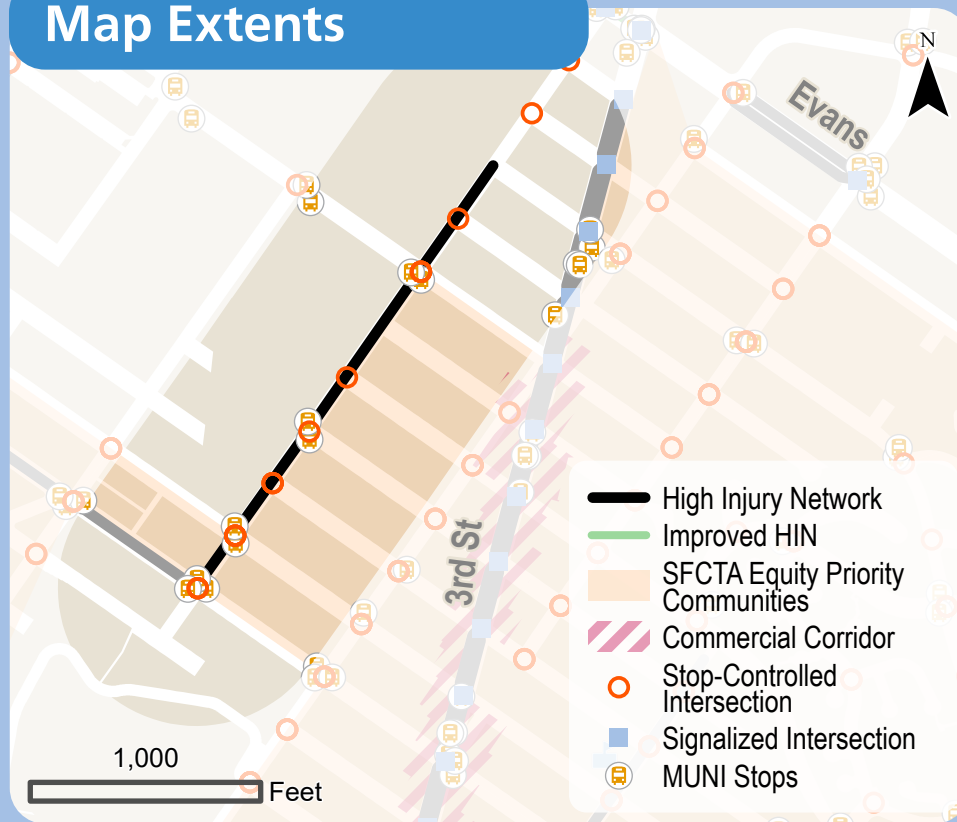 Map Extents
N
Evans
3rd St
High Injury Network
Improved HIN
SFCTA Equity Priority
Communities
Commercial Corridor
Stop-Controlled
Intersection
Signalized Intersection
MUNI Stops
1,000
Feet